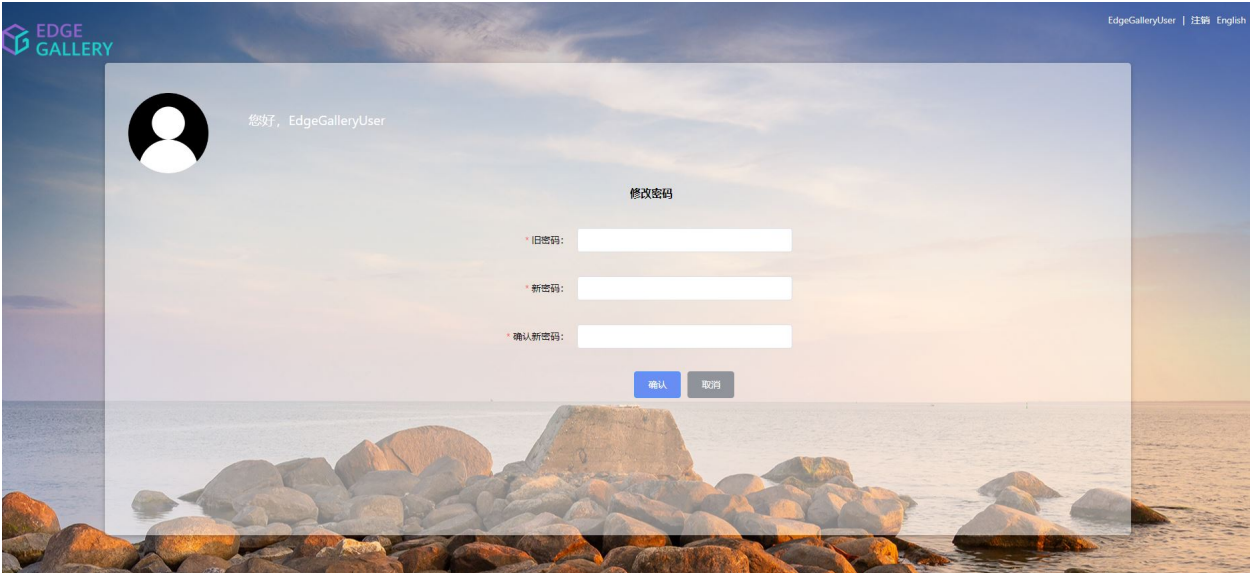 EDGE
GALLERY
EdgeGalleryUser | 注销 English
您好，EdgeGalleryUser
修改密码
* 旧密码：
* 新密码：
* 确认新密码：
确认 取消